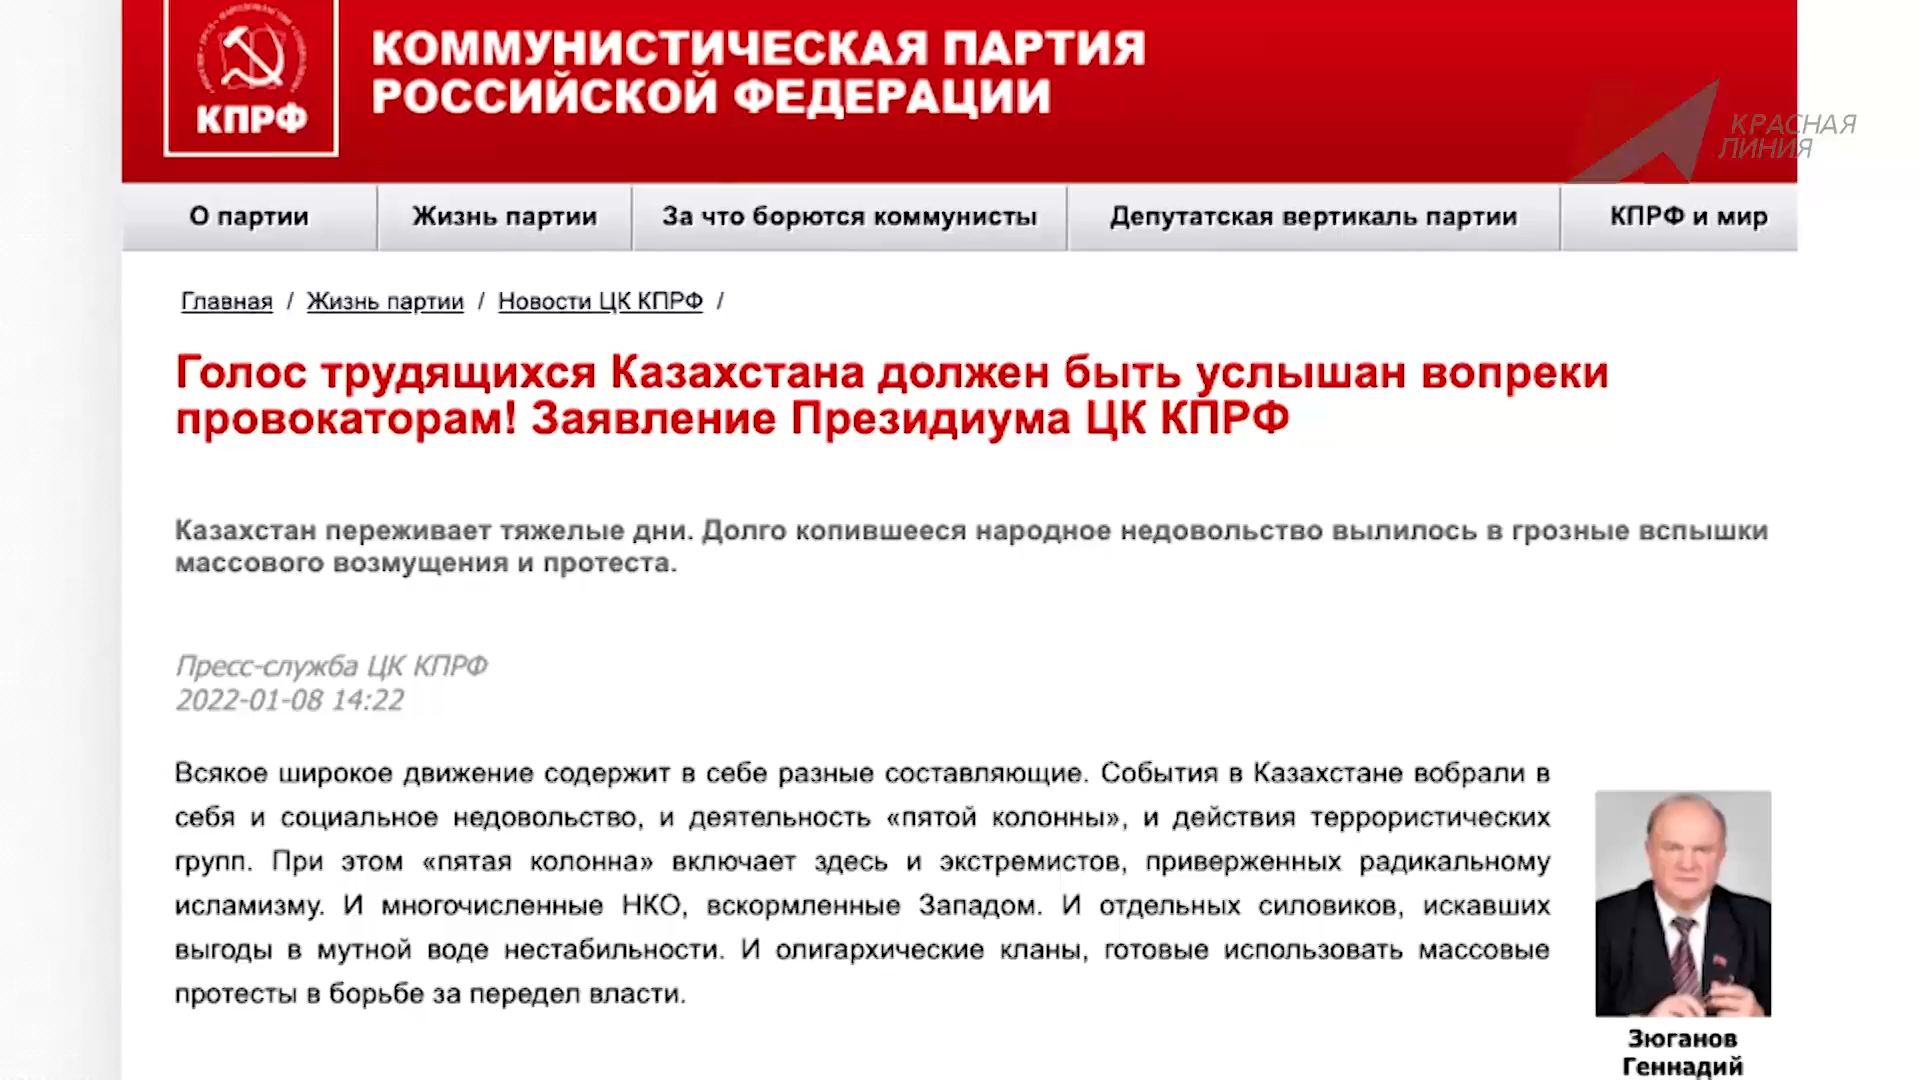 КПРФ
КОММУНИСТИЧЕСКАЯ ПАРТИЯ
РОССИЙСКОЙ ФЕДЕРАЦИИ
КРАСНАЯ
ЛИНИЯ
О партии
Жизнь партии
За что борются коммунисты
Депутатская вертикаль партии
КПРФ и мир
Главная / Жизнь партии / Новости ЦК КПРФ /
Голос трудящихся Казахстана должен быть услышан вопреки
провокаторам! Заявление Президиума ЦК КПРФ
Казахстан переживает тяжелые дни. Долго копившееся народное недовольство вылилось в грозные вспышки
массового возмущения и протеста.
Пресс-служба ЦК КПРФ
2022-01-08 14:22
Всякое широкое движение содержит в себе разные составляющие. События в Казахстане вобрали в
себя и социальное недовольство, и деятельность «пятой колонны», и действия террористических
групп. При этом «пятая колонна» включает здесь и экстремистов, приверженных радикальному
исламизму. И многочисленные НКО, вскормленные Западом. И отдельных силовиков, искавших
выгоды в мутной воде нестабильности. И олигархические кланы, готовые использовать массовые
протесты в борьбе за передел власти.
Зюганов
Геннадий